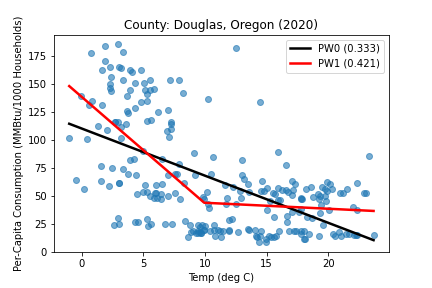 County: Douglas, Oregon (2020)
PW0 (0.333)
PW1 (0.421)
Per-Capita Consumption (MMBtu/1000 Households)
175
150
125
100
75
50
25
0
0 5 10 15 20
Temp (deg C)